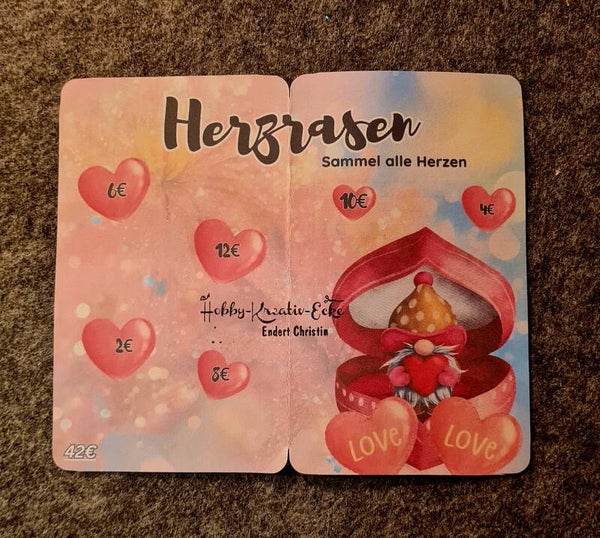 Herzrasen
Sammel alle Herzen
6€
10€
4€
12€
Hobby-Kreativ-Ecke
Endert Christin
2€
8€
LOVE
LOVE
42€